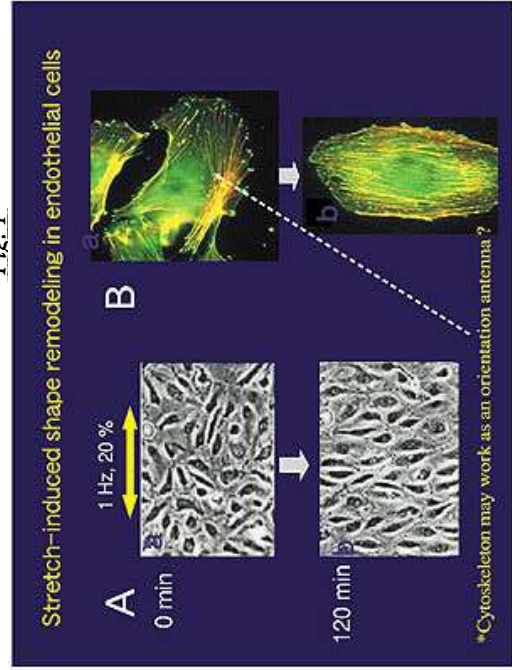 Fig. 1
Stretch-induced shape remodeling in endothelial cells
A
1 Hz, 20 %
0 min
a
120 min
b
B
a
b
*Cytoskeleton may work as an orientation antenna ?